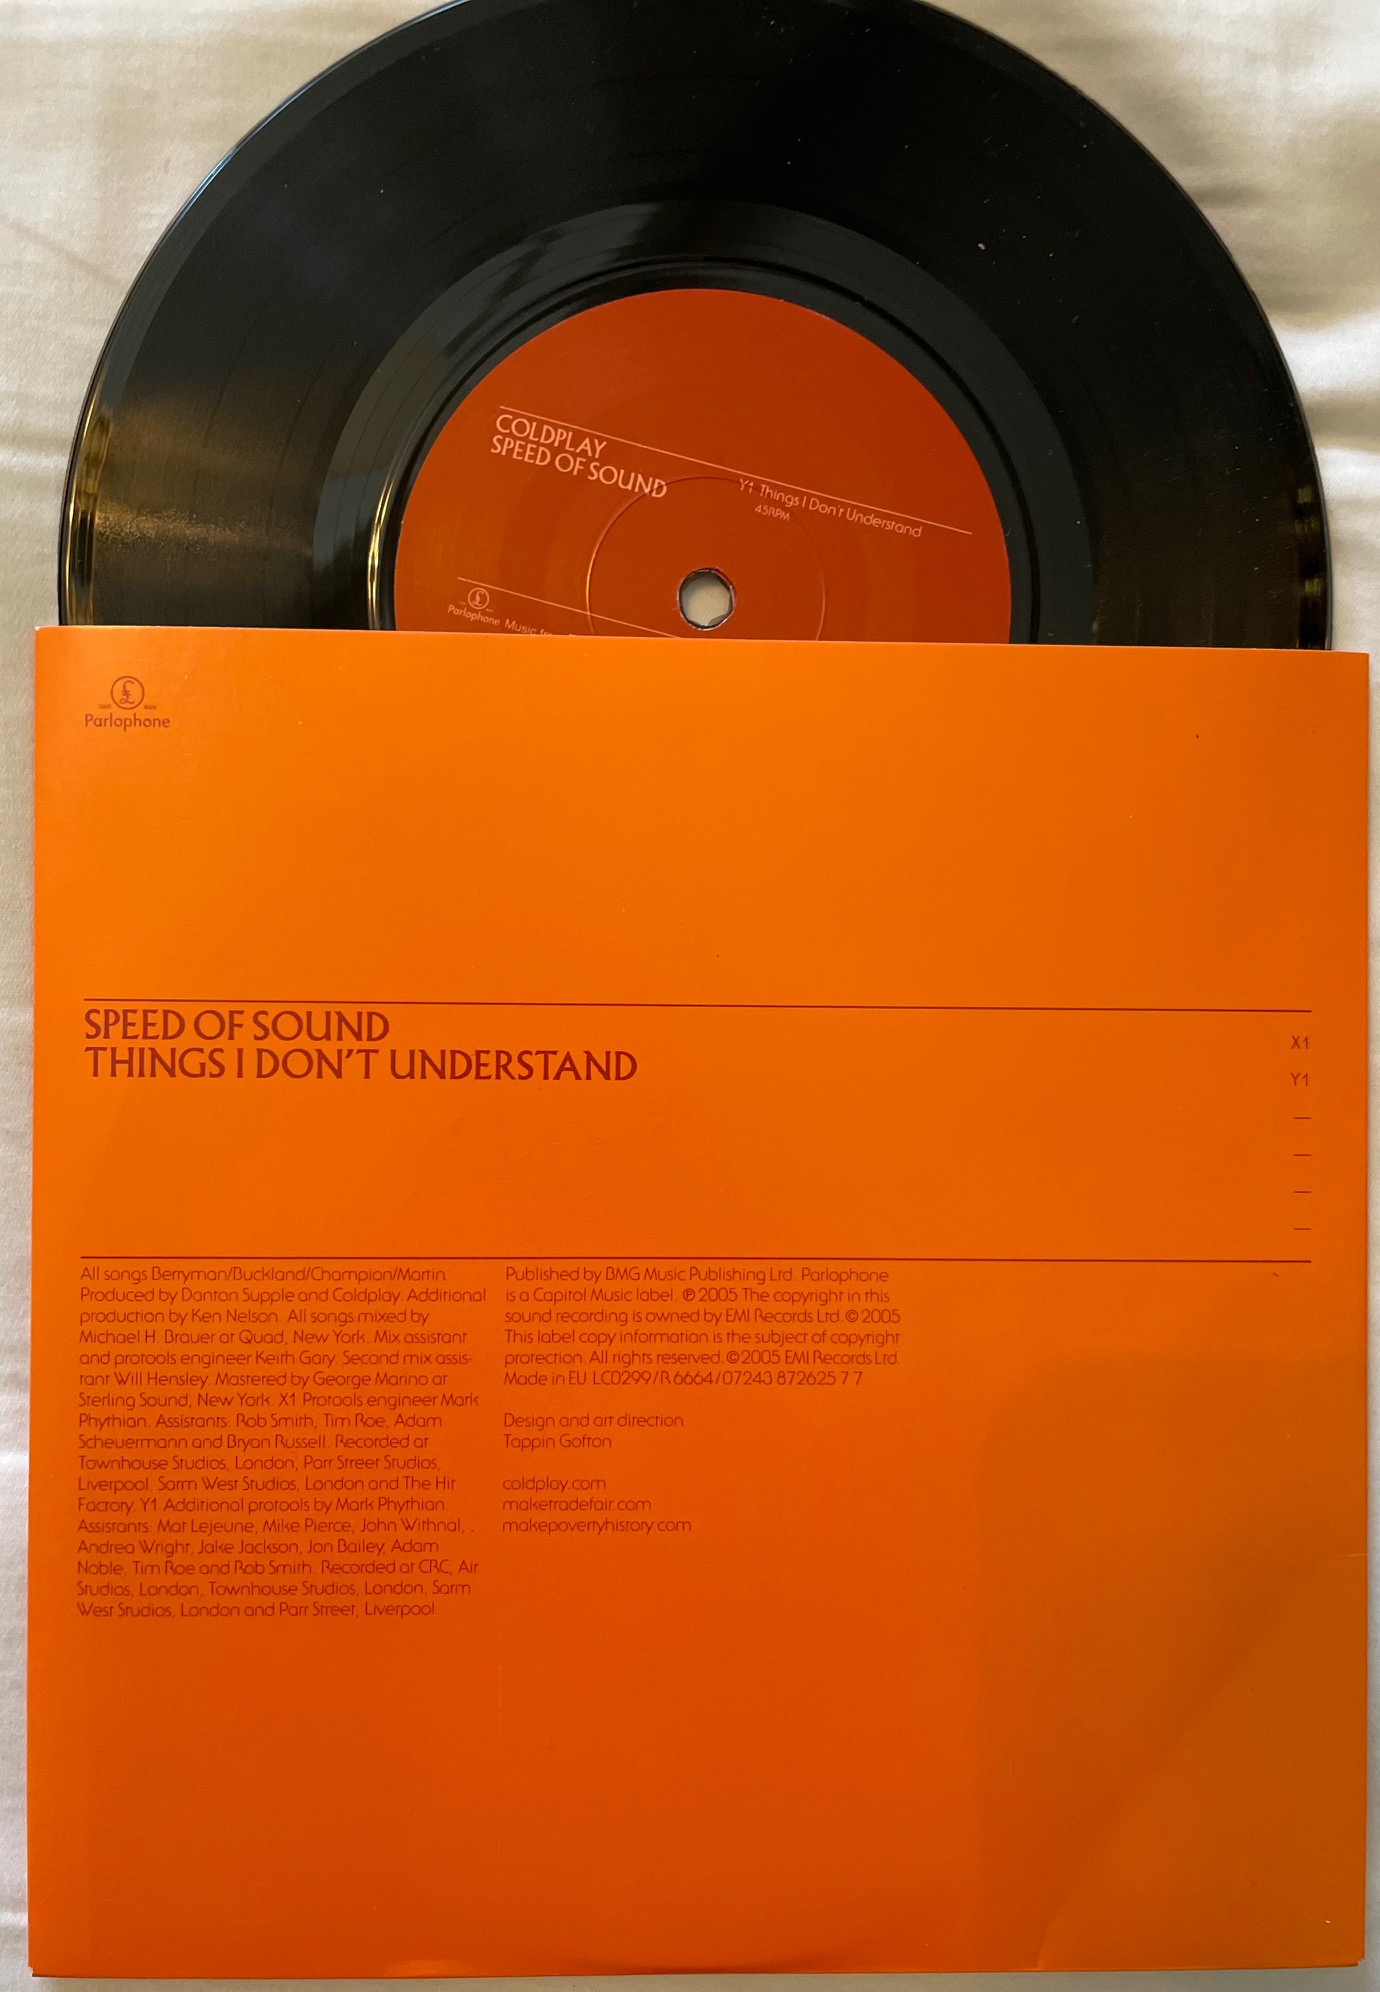 COLDPLAY
SPEED OF SOUND
Y1 Things I Don't Understand
45RPM
Parlophone Music
£
Parlophone
SPEED OF SOUND
THINGS I DON'T UNDERSTAND
X1
Y1
—
—
—
—
All songs Berryman/Buckland/Champion/Martin.
Produced by Danton Supple and Coldplay. Additional
production by Ken Nelson. All songs mixed by
Michael H. Brauer at Quad, New York. Mix assistant
and protools engineer Keith Gary. Second mix assis-
tant Will Hensley. Mastered by George Marino at
Sterling Sound, New York. X1 Protools engineer Mark
Phythian. Assistants: Rob Smith, Tim Roe, Adam
Scheuermann and Bryan Russell. Recorded at
Townhouse Studios, London, Parr Street Studios,
Liverpool, Sarm West Studios, London and The Hit
Factory. Y1 Additional protools by Mark Phythian.
Assistants: Mat Lejeune, Mike Pierce, John Withnal, .
Andrea Wright, Jake Jackson, Jon Bailey, Adam
Noble, Tim Roe and Rob Smith. Recorded at CRC, Air
Studios, London, Townhouse Studios, London, Sarm
West Studios, London and Parr Street, Liverpool.
Published by BMG Music Publishing Ltd. Parlophone
is a Capitol Music label. ℗ 2005 The copyright in this
sound recording is owned by EMI Records Ltd. © 2005
This label copy information is the subject of copyright
protection. All rights reserved. © 2005 EMI Records Ltd.
Made in EU LC0299/R 6664/07243 872625 7 7
Design and art direction
Tappin Gofton
coldplay.com
maketradefair.com
makepovertyhistory.com